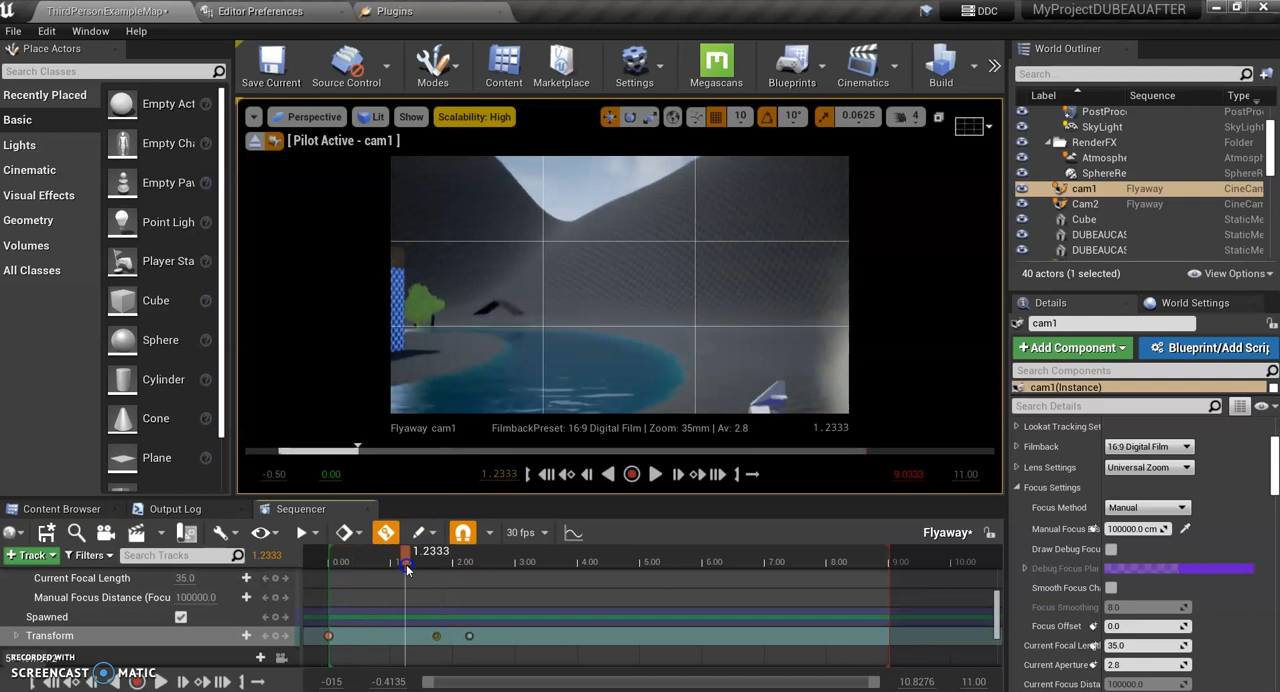 ThirdPersonExampleMap* Editor Preferences Plugins DDC MyProjectDUBEAUAFTER
File Edit Window Help
Place Actors
Search Classes
Recently Placed
Basic
Lights
Cinematic
Visual Effects
Geometry
Volumes
All Classes
Empty Act
Empty Cha
Empty Pav
Point Ligh
Player Sta
Cube
Sphere
Cylinder
Cone
Plane
Save Current Source Control Modes Content Marketplace Settings Megascans Blueprints Cinematics Build
Perspective Lit Show Scalability: High 10 10° 0.0625 4
[ Pilot Active - cam1 ]
Flyaway cam1 FilmbackPreset: 16:9 Digital Film | Zoom: 35mm | Av: 2.8 1.2333
-0.50 0.00 1.2333 9.0333 11.00
World Outliner
Search...
Label Sequence Type
PostProc PostPro
SkyLight SkyLight
RenderFX Folder
Atmosphe Atmosph
SphereRe SphereRe
cam1 Flyaway CineCam
Cam2 Flyaway CineCam
Cube StaticMe
DUBEAUCAS StaticMe
DUBEAUCAS StaticMe
40 actors (1 selected) View Options
Details World Settings
cam1
+ Add Component Blueprint/Add Scrip
Search Components
cam1(Instance)
Search Details
Lookat Tracking Set
Filmback 16:9 Digital Film
Lens Settings Universal Zoom
Focus Settings
Focus Method Manual
Manual Focus 100000.0 cm
Draw Debug Focu
Debug Focus Plan
Smooth Focus Cha
Focus Smoothing 8.0
Focus Offset 0.0
Current Focal Leng 35.0
Current Aperture 2.8
Current Focus Dista 100000.0
Content Browser Output Log Sequencer
30 fps Flyaway*
+ Track Filters Search Tracks 1.2333
1.2333
0.00 2.00 3.00 4.00 5.00 6.00 7.00 8.00 9.00 10.00
Current Focal Length 35.0
Manual Focus Distance (Focu 100000.0
Spawned
Transform
RECORDED WITH
SCREENCAST MATIC
-015 -0.4135 10.8276 11.00